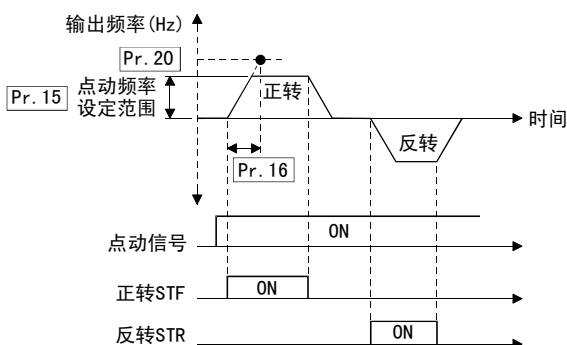 输出频率(Hz)
Pr.20
Pr.15
点动频率
设定范围
正转
时间
反转
Pr.16
点动信号
ON
正转STF
ON
反转STR
ON